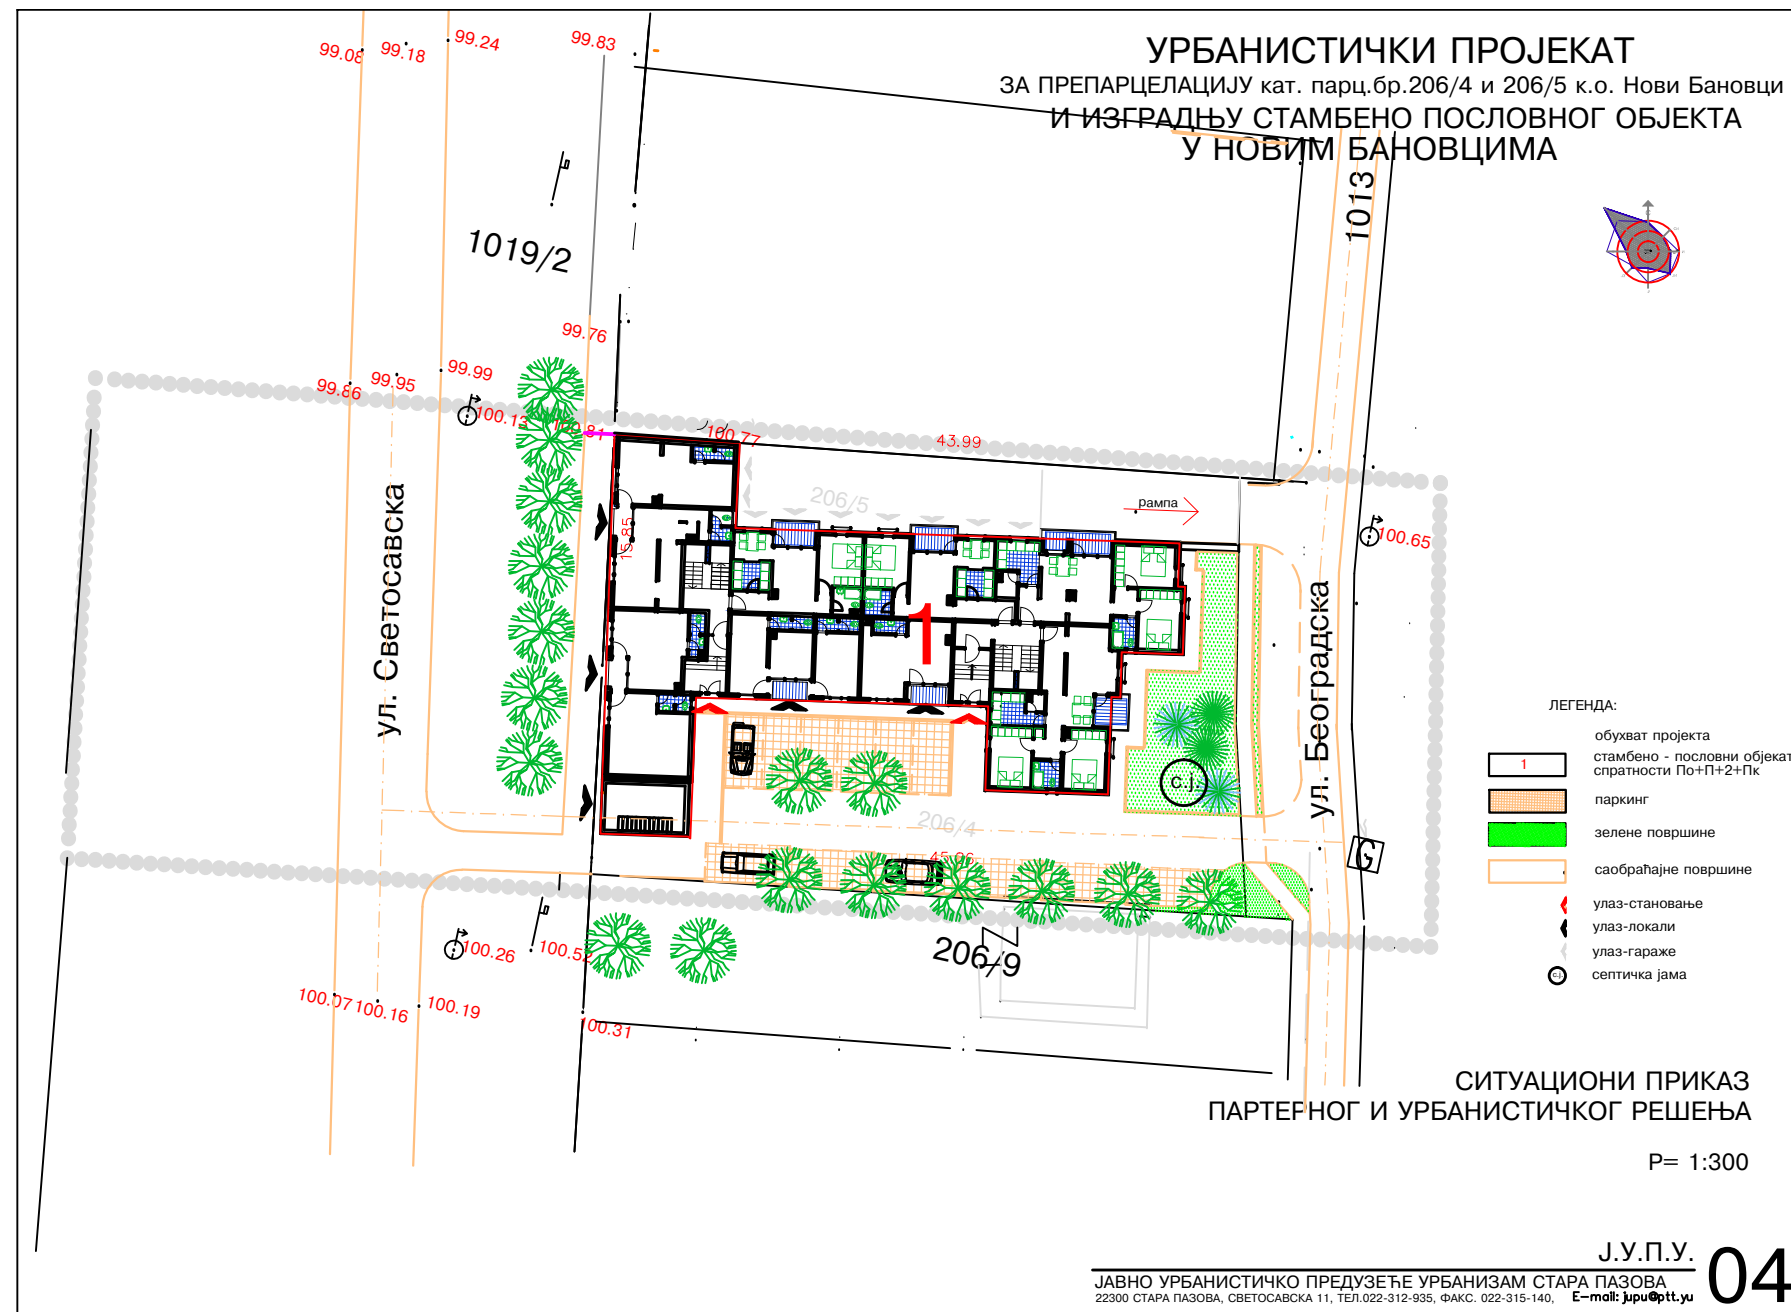 УРБАНИСТИЧКИ ПРОЈЕКАТ
ЗА ПРЕПАРЦЕЛАЦИЈУ кат. парц.бр.206/4 и 206/5 к.о. Нови Бановци
И ИЗГРАДЊУ СТАМБЕНО ПОСЛОВНОГ ОБЈЕКТА
У НОВИМ БАНОВЦИМА
99.08
99.18
99.24
99.83
1019/2
1013
99.76
99.86
99.95
99.99
100.13
100.81
100.77
43.99
206/5
рампа
15.85
100.65
ул. Светосавска
1
ул. Београдска
с.ј.
206/4
45.96
G
206/9
100.26
100.52
100.07
100.16
100.19
100.31
ЛЕГЕНДА:
обухват пројекта
1
стамбено - пословни објекат
спратности По+П+2+Пк
паркинг
зелене површине
саобраћајне површине
улаз-становање
улаз-локали
улаз-гараже
с.ј.
септичка јама
СИТУАЦИОНИ ПРИКАЗ
ПАРТЕРНОГ И УРБАНИСТИЧКОГ РЕШЕЊА
Р= 1:300
Ј.У.П.У.
04
ЈАВНО УРБАНИСТИЧКО ПРЕДУЗЕЋЕ УРБАНИЗАМ СТАРА ПАЗОВА
22300 СТАРА ПАЗОВА, СВЕТОСАВСКА 11, ТЕЛ.022-312-935, ФАКС. 022-315-140, E-mail: jupu@ptt.yu